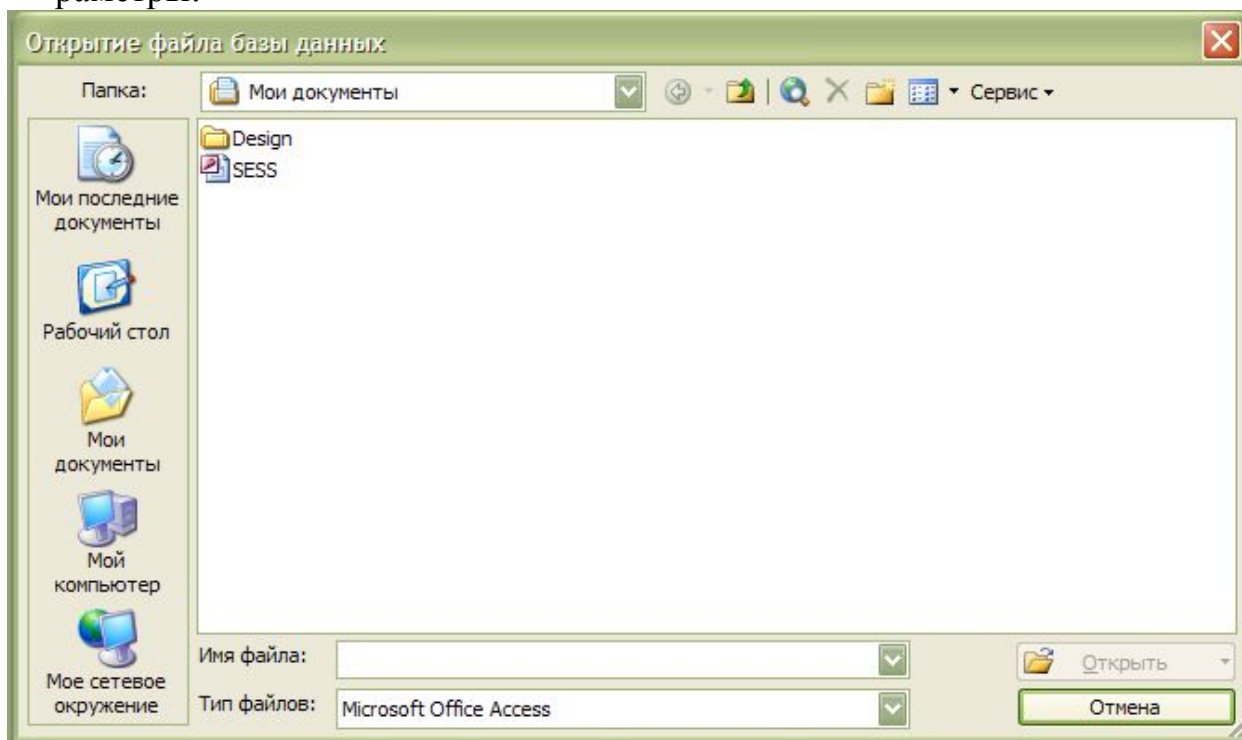 раметры.
Открытие файла базы данных
Папка:
Мои документы
Сервис
Design
SESS
Мои последние
документы
Рабочий стол
Мои
документы
Мой
компьютер
Мое сетевое
окружение
Имя файла:
Открыть
Тип файлов:
Microsoft Office Access
Отмена